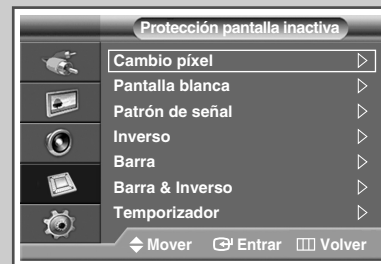 Protección pantalla inactiva
Cambio píxel
Pantalla blanca
Patrón de señal
Inverso
Barra
Barra & Inverso
Temporizador
Mover Entrar Volver